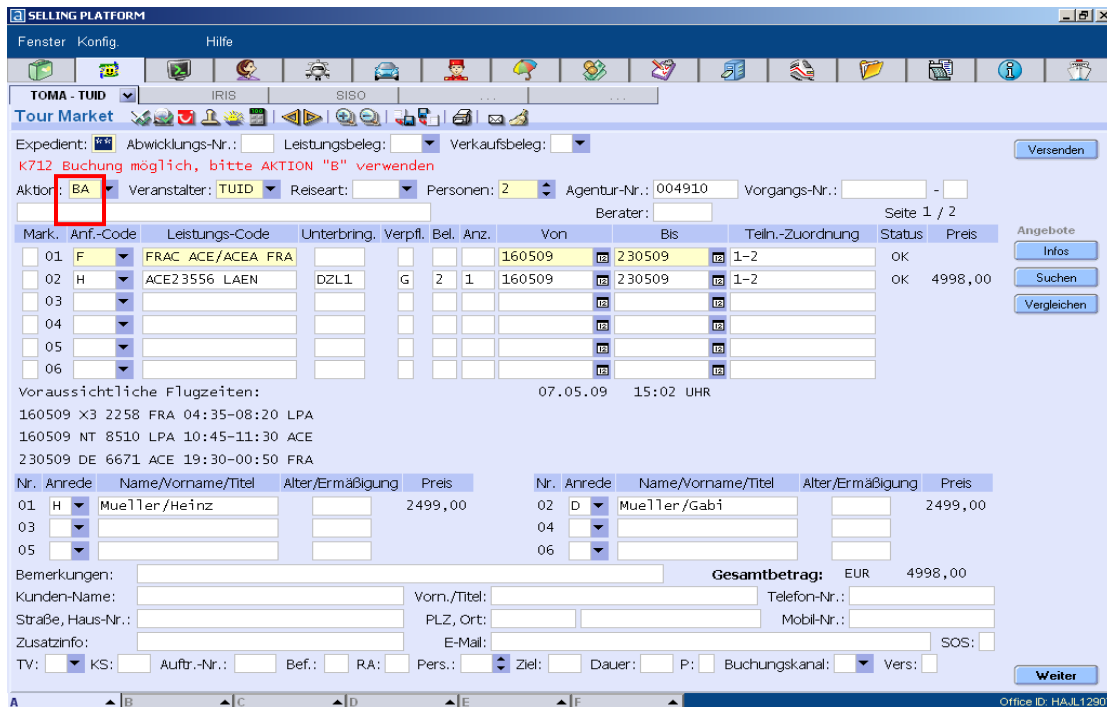 a SELLING PLATFORM
Fenster Konfig. Hilfe
TOMA - TUID IRIS SISO ... ...
Tour Market
Expedient: ** Abwicklungs-Nr.: Leistungsbeleg: Verkaufsbeleg:
Versenden
K712 Buchung möglich, bitte AKTION "B" verwenden
Aktion: BA Veranstalter: TUID Reiseart: Personen: 2 Agentur-Nr.: 004910 Vorgangs-Nr.: -
Berater: Seite 1 / 2
Mark. Anf.-Code Leistungs-Code Unterbring. Verpfl. Bel. Anz. Von Bis Teiln.-Zuordnung Status Preis
Angebote
01 F FRAC ACE/ACEA FRA 160509 230509 1-2 OK
Infos
02 H ACE23556 LAEN DZL1 G 2 1 160509 230509 1-2 OK 4998,00
Suchen
03
Vergleichen
04
05
06
Voraussichtliche Flugzeiten: 07.05.09 15:02 UHR
160509 X3 2258 FRA 04:35-08:20 LPA
160509 NT 8510 LPA 10:45-11:30 ACE
230509 DE 6671 ACE 19:30-00:50 FRA
Nr. Anrede Name/Vorname/Titel Alter/Ermäßigung Preis Nr. Anrede Name/Vorname/Titel Alter/Ermäßigung Preis
01 H Mueller/Heinz 2499,00 02 D Mueller/Gabi 2499,00
03 04
05 06
Bemerkungen: Gesamtbetrag: EUR 4998,00
Kunden-Name: Vorn./Titel: Telefon-Nr.:
Straße, Haus-Nr.: PLZ, Ort: Mobil-Nr.:
Zusatzinfo: E-Mail: SOS:
TV: KS: Auftr.-Nr.: Bef.: RA: Pers.: Ziel: Dauer: P: Buchungskanal: Vers:
Weiter
A B C D E F Office ID: HAJL1290